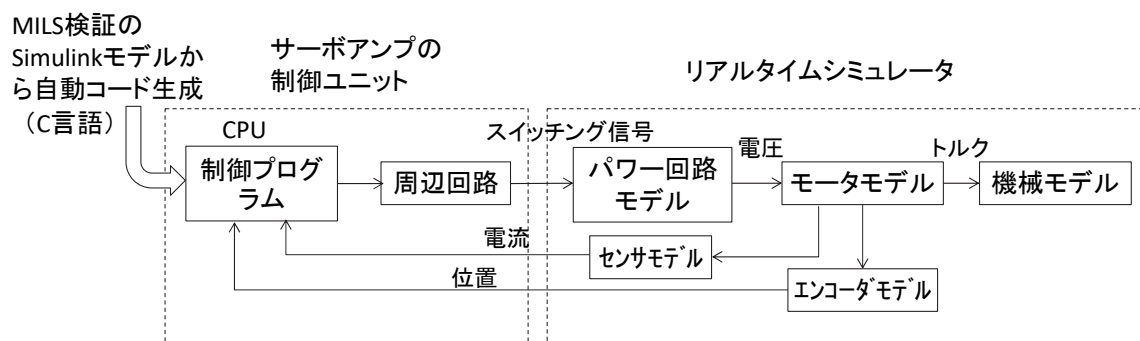 MILS検証の
Simulinkモデルか
ら自動コード生成
（C言語）
サーボアンプの
制御ユニット
リアルタイムシミュレータ
CPU
制御プログ
ラム
周辺回路
スイッチング信号
パワー回路
モデル
電圧
モータモデル
トルク
機械モデル
電流
センサモデル
位置
エンコーダモデル